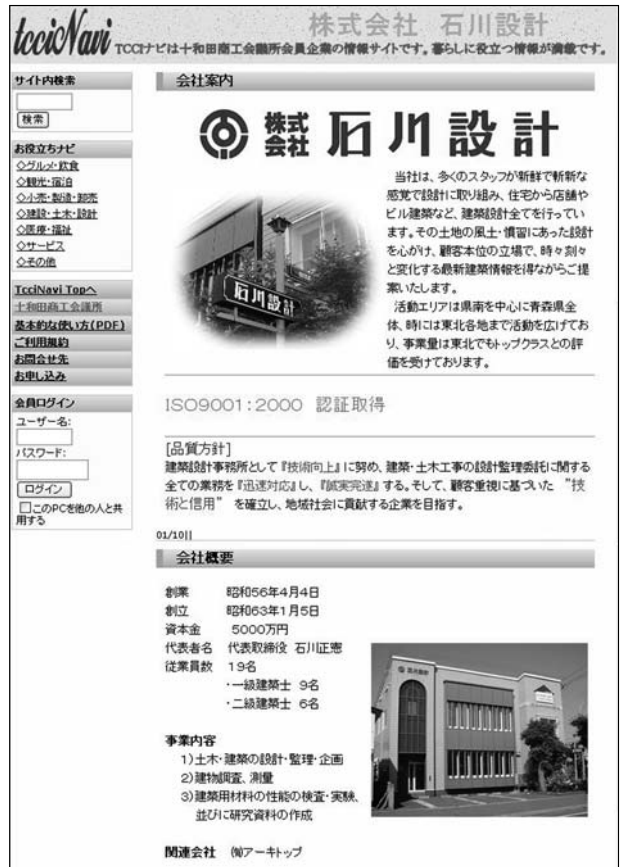 tccicNavi
株式会社 石川設計
TCCIナビは十和田商工会議所会員企業の情報サイトです。暮らしに役立つ情報が満載です。
サイト内検索
検索
お役立ちナビ
◇グルメ・飲食
◇観光・宿泊
◇小売・製造・卸売
◇建設・土木・設計
◇医療・福祉
◇サービス
◇その他
TcciNavi Topへ
十和田商工会議所
基本的な使い方(PDF)
ご利用規約
お問合せ先
お申し込み
会員ログイン
ユーザー名:
パスワード:
ログイン
このPCを他の人と共
用する
会社案内
株式会社 石川設計
当社は、多くのスタッフが新鮮で斬新な
感覚で設計に取り組み、住宅から店舗や
ビル建築など、建築設計全てを行ってい
ます。その土地の風土・慣習にあった設計
を心がけ、顧客本位の立場で、時々刻々
と変化する最新建築情報を得ながらご提
案いたします。
活動エリアは県南を中心に青森県全
体、時には東北各地まで活動を広げてお
り、事業量は東北でもトップクラスとの評
価を受けております。
石川設計
ISO9001:2000 認証取得
[品質方針]
建築設計事務所として『技術向上』に努め、建築・土木工事の設計監理委託に関する
全ての業務を『迅速対応』し、『誠実完遂』する。そして、顧客重視に基づいた “技
術と信用” を確立し、地域社会に貢献する企業を目指す。
01/10||
会社概要
創業 昭和56年4月4日
創立 昭和63年1月5日
資本金 5000万円
代表者名 代表取締役 石川正憲
従業員数 19名
・一級建築士 9名
・二級建築士 6名
事業内容
1)土木・建築の設計・監理・企画
2)建物調査、測量
3)建築用材料の性能の検査・実験、
並びに研究資料の作成
関連会社 ㈲アーキトップ